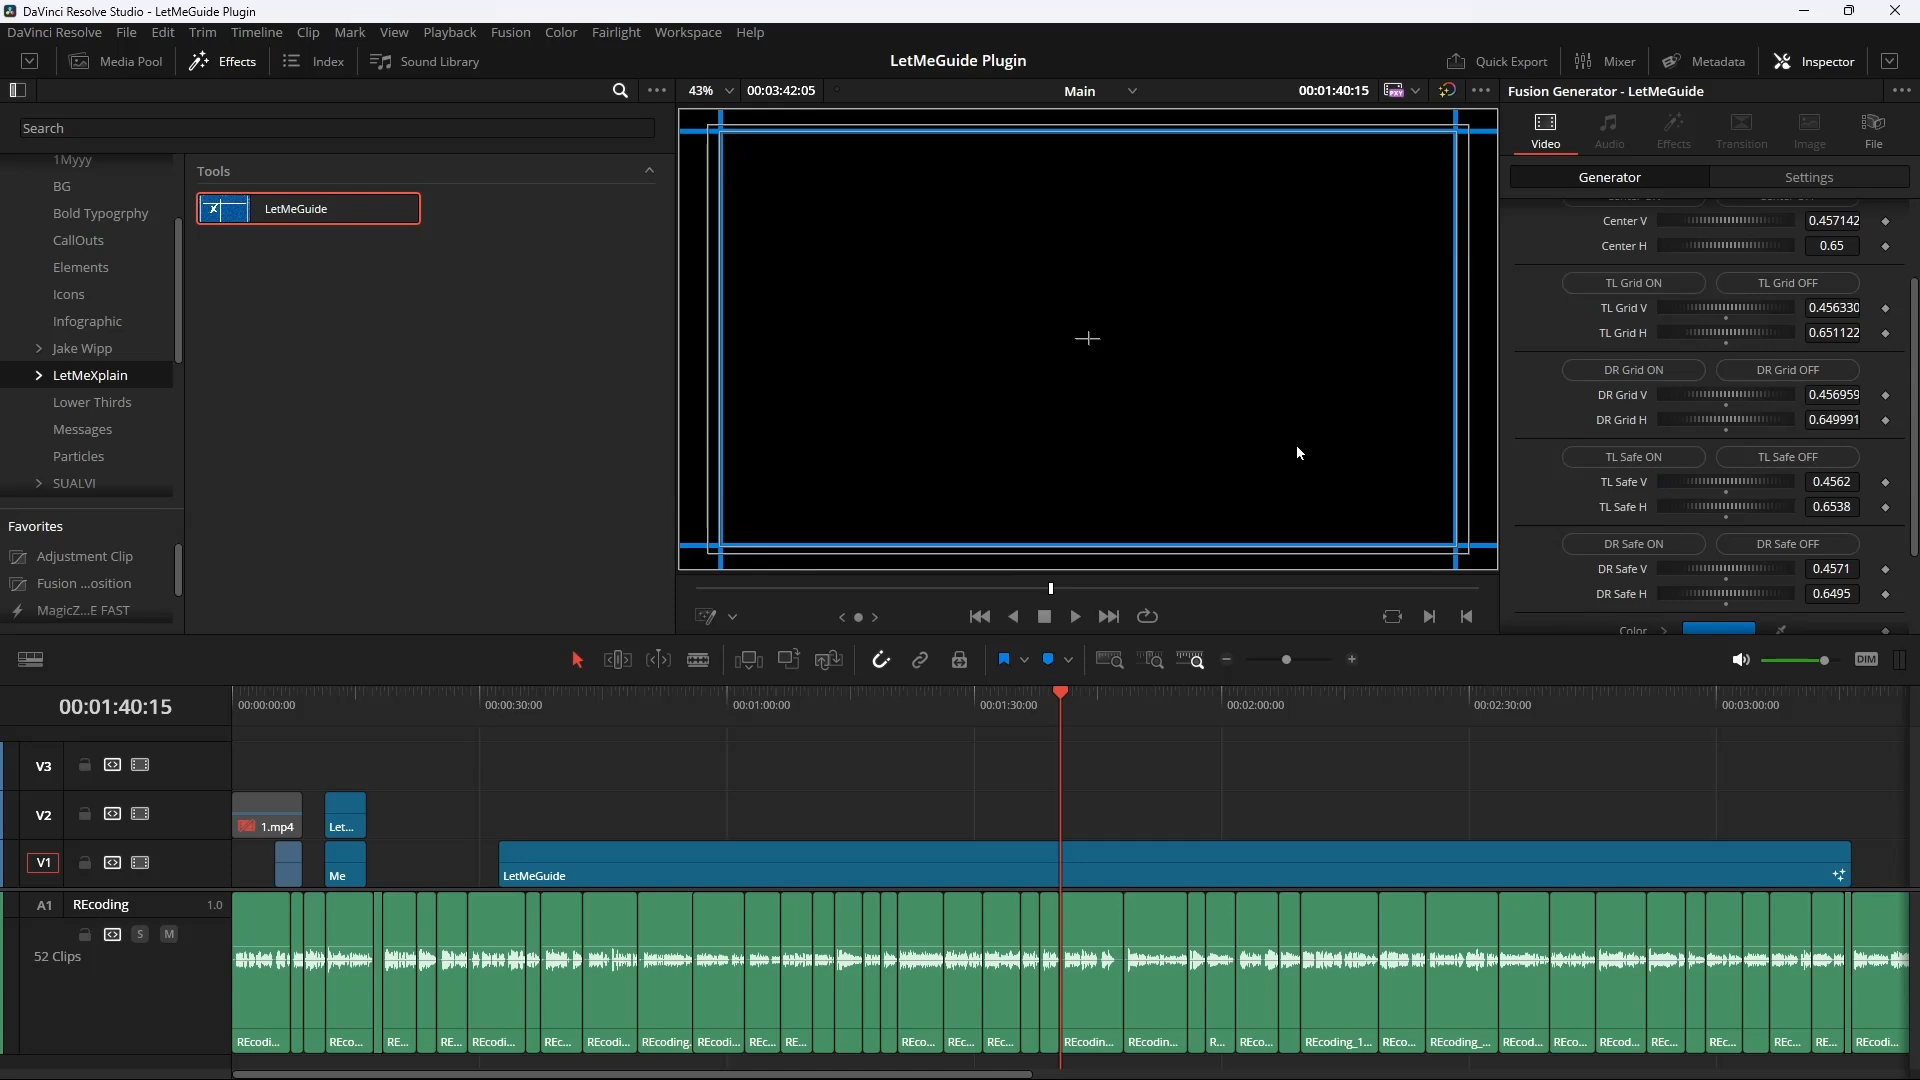 DaVinci Resolve Studio - LetMeGuide Plugin
DaVinci Resolve File Edit Trim Timeline Clip Mark View Playback Fusion Color Fairlight Workspace Help
Media Pool Effects Index Sound Library LetMeGuide Plugin Quick Export Mixer Metadata Inspector
43% 00:03:42:05 Main 00:01:40:15 PXY Fusion Generator - LetMeGuide
Search
Video Audio Effects Transition Image File
Generator Settings
Tools
LetMeGuide
1Myyy
BG
Bold Typogrphy
CallOuts
Elements
Icons
Infographic
Jake Wipp
LetMeXplain
Lower Thirds
Messages
Particles
SUALVI
Favorites
Adjustment Clip
Fusion ...osition
MagicZ...E FAST
Center V 0.457142
Center H 0.65
TL Grid ON TL Grid OFF
TL Grid V 0.456330
TL Grid H 0.651122
DR Grid ON DR Grid OFF
DR Grid V 0.456959
DR Grid H 0.649991
TL Safe ON TL Safe OFF
TL Safe V 0.4562
TL Safe H 0.6538
DR Safe ON DR Safe OFF
DR Safe V 0.4571
DR Safe H 0.6495
Color
DIM
00:01:40:15
00:00:00:00 00:00:30:00 00:01:00:00 00:01:30:00 00:02:00:00 00:02:30:00 00:03:00:00
V3
V2 1.mp4 Let...
V1 Me LetMeGuide
A1 REcoding 1.0
S M
52 Clips
REcodi... REco... RE... RE... REcodi... REc... REcodi... REcoding. REcodi... REc... RE... REco... REc... REc... REcodin... REcodin... R... REco... REcoding_1... REco... REcoding_... REcod... REco... REcod... REc... REc... REc... RE... REcodi...